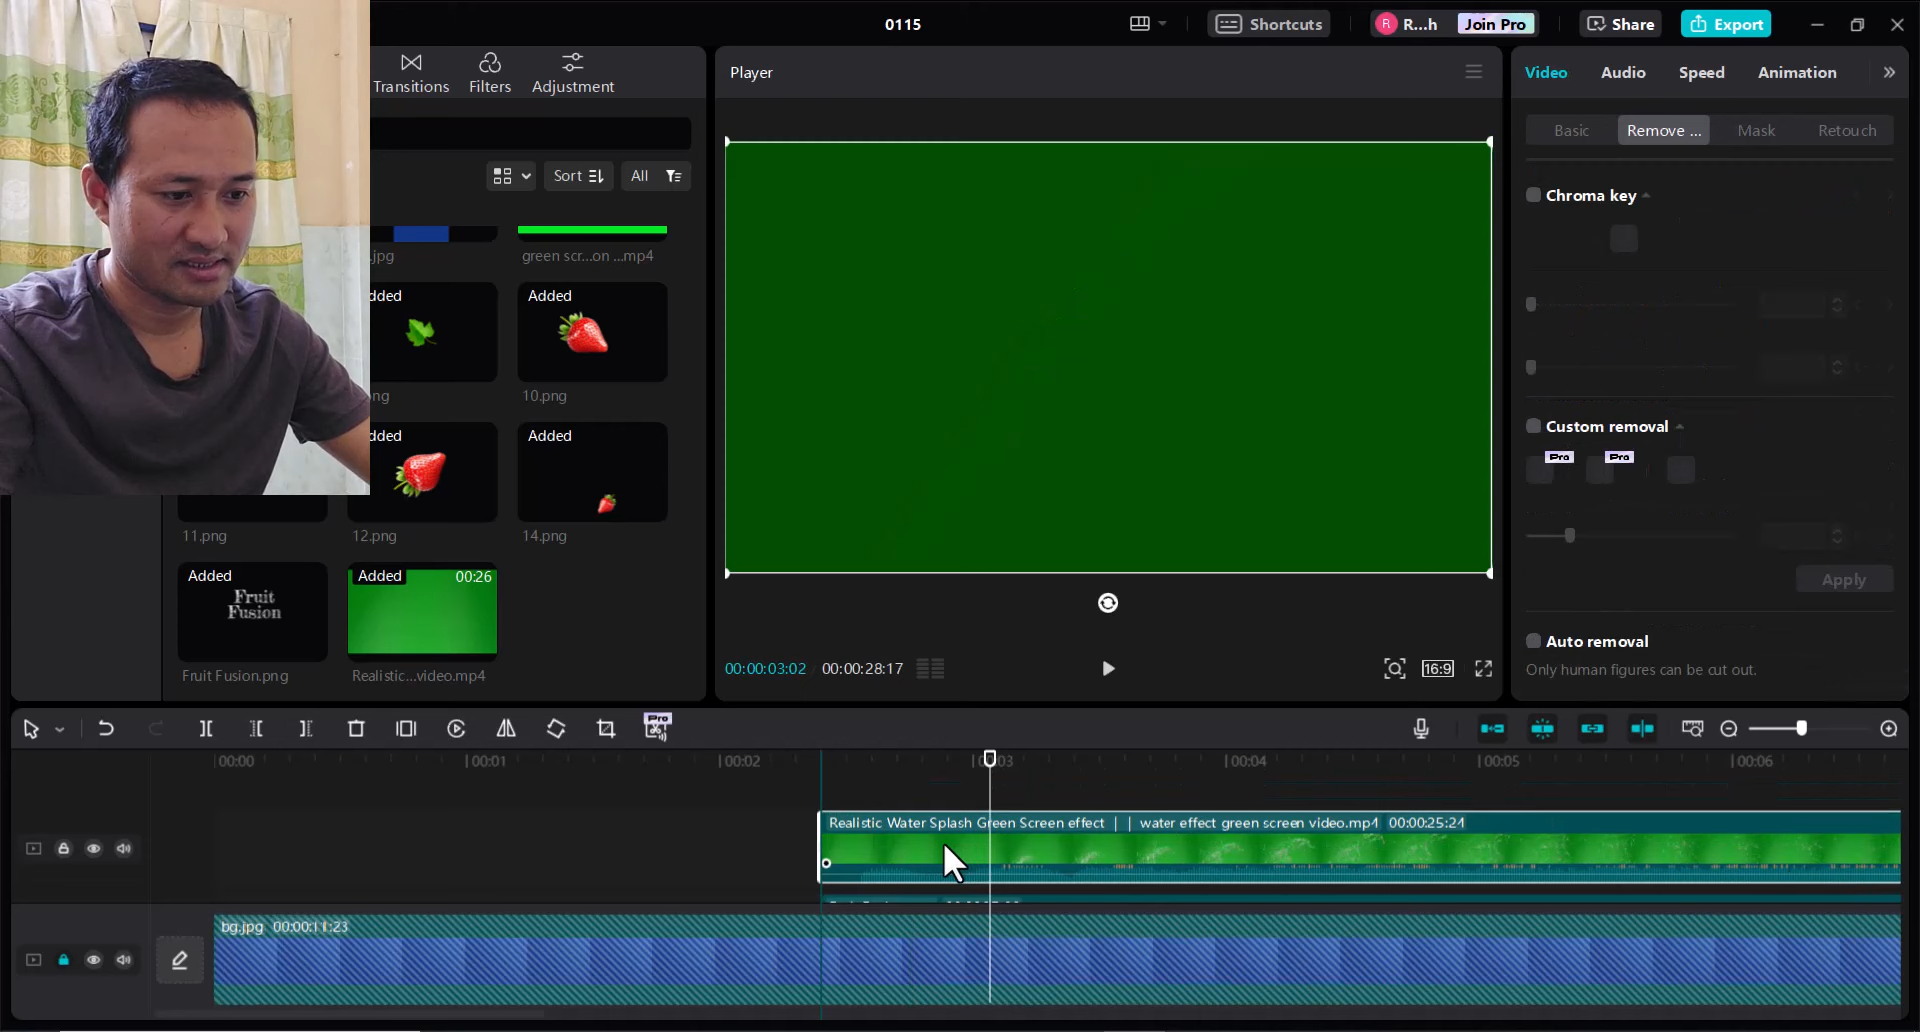 0115
Shortcuts
R
R...h
Join Pro
Share
Export
Transitions
Filters
Adjustment
Player
Video
Audio
Speed
Animation
Basic
Remove ...
Mask
Retouch
Sort
All
Chroma key
.jpg
green scr...on ...mp4
Added
10.png
Custom removal
Pro
Pro
Added
11.png
12.png
14.png
Apply
Added
Fruit
Fusion
Added
00:26
Auto removal
Only human figures can be cut out.
Fruit Fusion.png
Realistic...video.mp4
00:00:03:02
00:00:28:17
16:9
Pro
00:00
00:01
00:02
00:03
00:04
00:05
00:06
Realistic Water Splash Green Screen effect | | water effect green screen video.mp4 00:00:25:24
bg.jpg 00:00:11:23